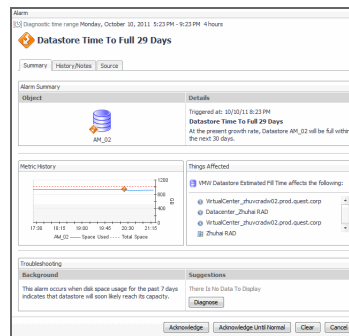 Alarm
Diagnostic time range Monday, October 10, 2011 5:23 PM - 9:23 PM 4 hours
Datastore Time To Full 29 Days
Summary History/Notes Source
Alarm Summary
Object
AM_02
Details
Triggered at: 10/10/11 8:23 PM
Datastore Time To Full 29 Days
At the present growth rate, Datastore AM_02 will be full within
the next 30 days.
Metric History
1200
800
400
0
GB
17:30 18:15 19:00 19:45 20:30 21:15
AM_02 Space Used Total Space
Things Affected
VMW Datastore Estimated Fill Time affects the following:
VirtualCenter_zhuvcradw02.prod.quest.corp
Datacenter_Zhuhai RAD
VirtualCenter_zhuvcradw02.prod.quest.corp
Zhuhai RAD
Troubleshooting
Background
This alarm occurs when disk space usage for the past 7 days
indicates that datastore will soon likely reach its capacity.
Suggestions
There Is No Data To Display
Diagnose
Acknowledge Acknowledge Until Normal Clear Cancel